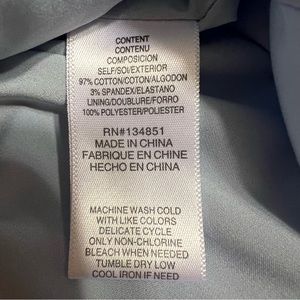 CONTENT
CONTENU
COMPOSICION
SELF/SOI/EXTERIOR
97% COTTON/COTON/ALGODON
3% SPANDEX/ELASTANO
LINING/DOUBLURE/FORRO
100% POLYESTER/POLIESTER
RN#134851
MADE IN CHINA
FABRIQUE EN CHINE
HECHO EN CHINA
MACHINE WASH COLD
WITH LIKE COLORS
DELICATE CYCLE
ONLY NON-CHLORINE
BLEACH WHEN NEEDED
TUMBLE DRY LOW
COOL IRON IF NEED